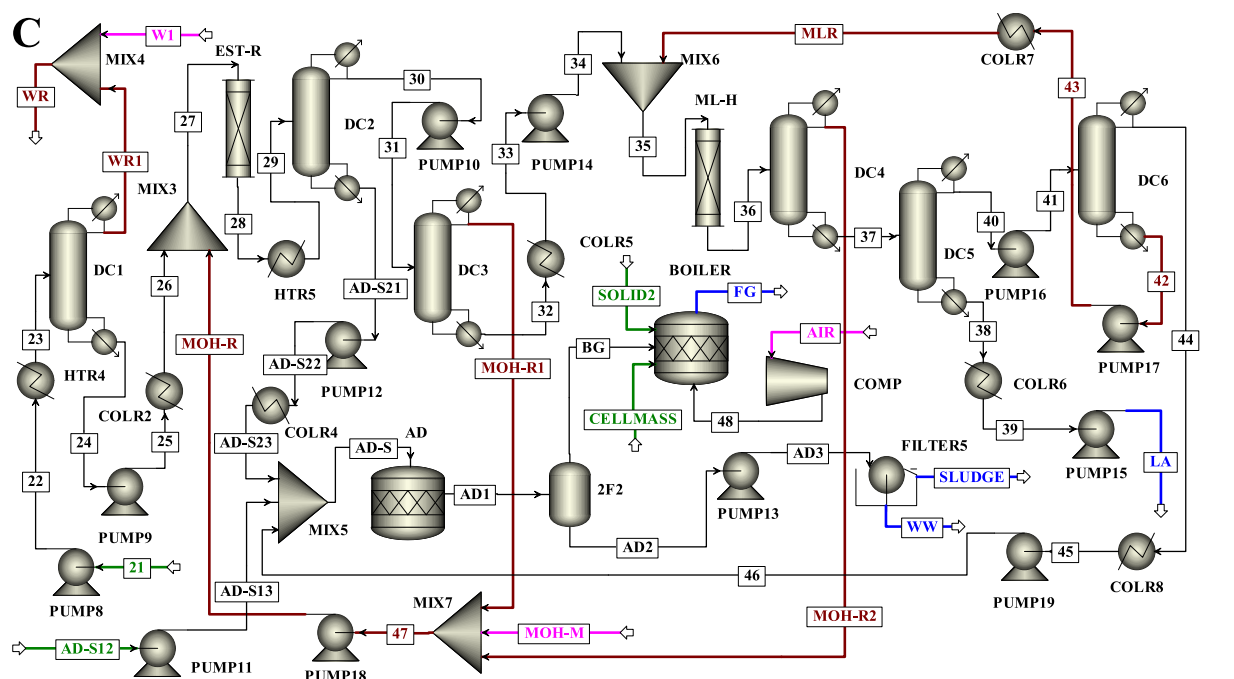 C
W1
MIX4
EST-R
30
34
MIX6
MLR
COLR7
WR
27
DC2
PUMP10
31
33
PUMP14
ML-H
35
43
DC6
WR1
MIX3
29
DC4
DC1
28
HTR5
DC3
36
37
DC5
40
PUMP16
41
42
23
26
AD-S21
32
COLR5
SOLID2
BOILER
FG
AIR
38
44
HTR4
COLR2
MOH-R
AD-S22
PUMP12
MOH-R1
BG
COMP
COLR6
PUMP17
24
25
AD-S23
COLR4
AD-S
AD
CELLMASS
48
39
PUMP15
22
PUMP9
MIX5
AD1
2F2
AD3
PUMP13
FILTER5
SLUDGE
LA
WW
21
PUMP8
AD2
46
PUMP19
45
COLR8
AD-S13
MIX7
MOH-R2
AD-S12
PUMP11
PUMP18
47
MOH-M